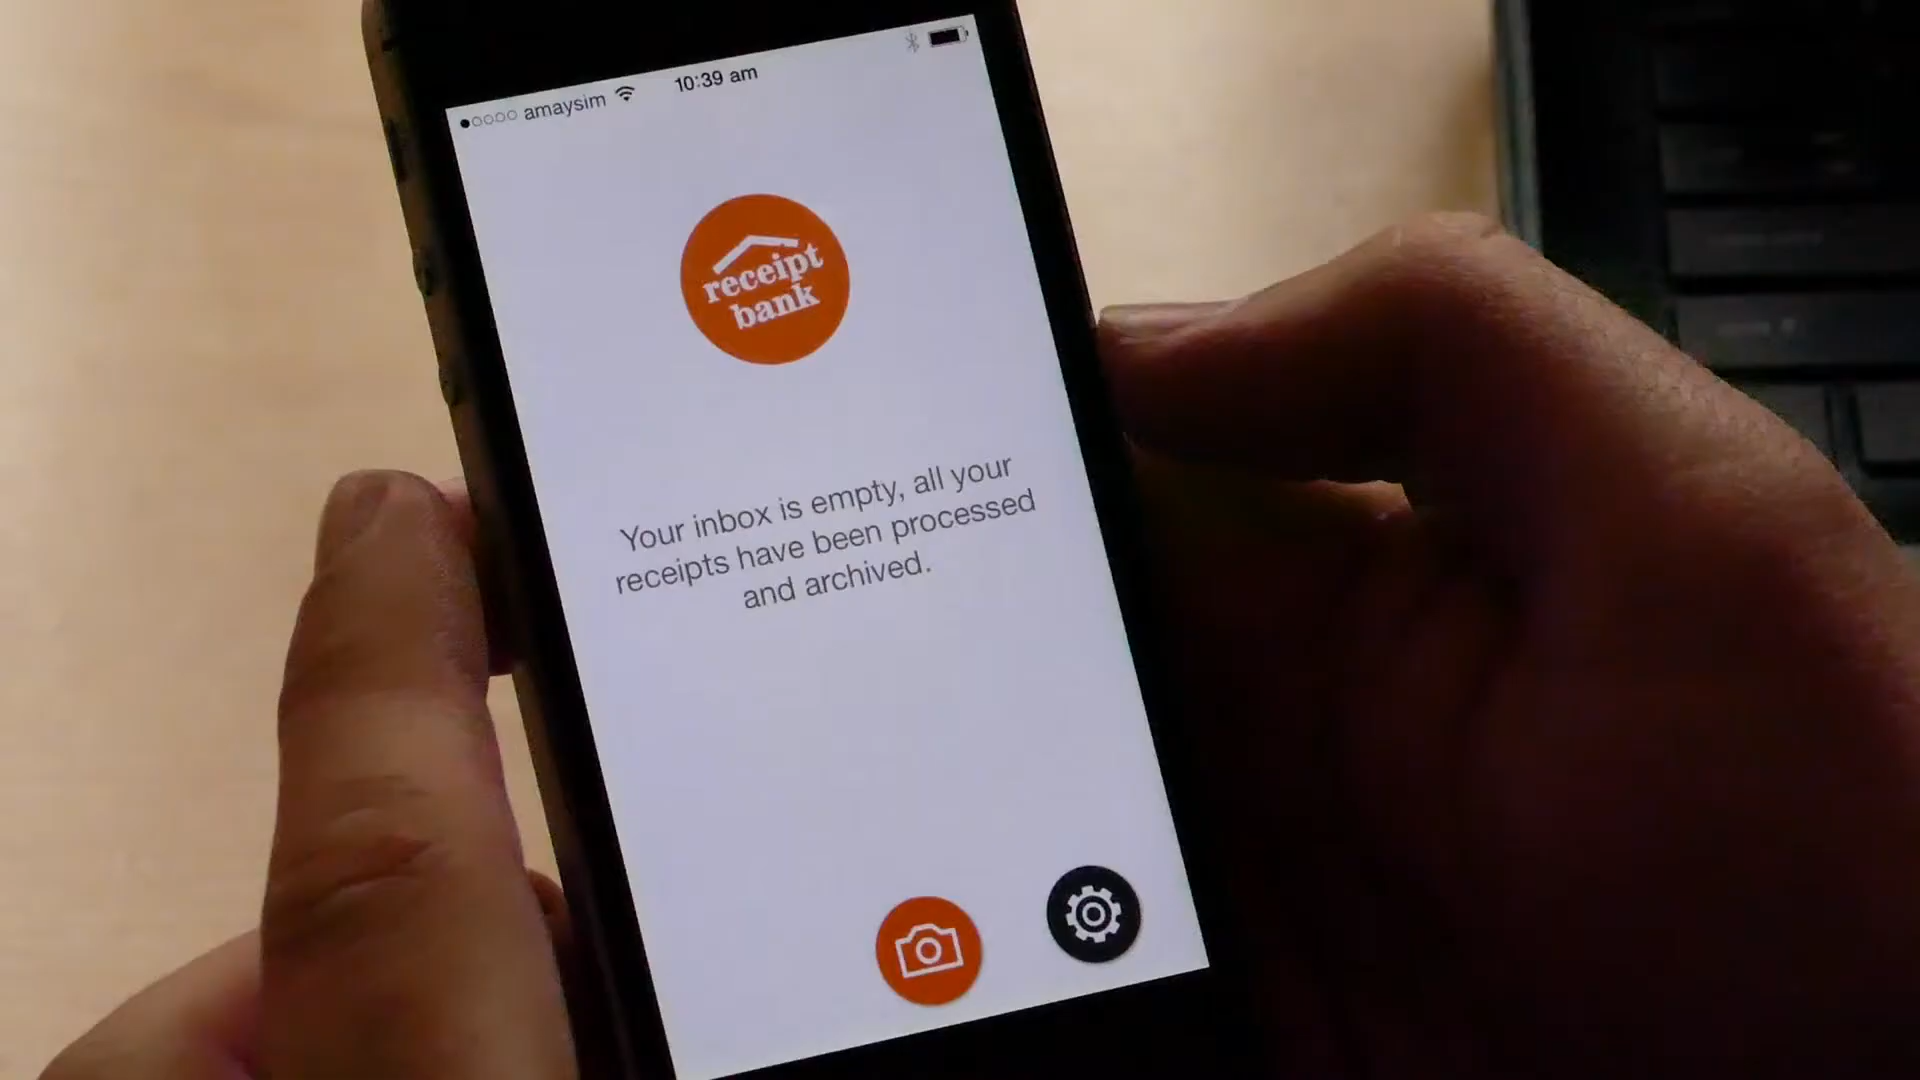 amaysim 10:39 am
receipt
bank
Your inbox is empty, all your
receipts have been processed
and archived.